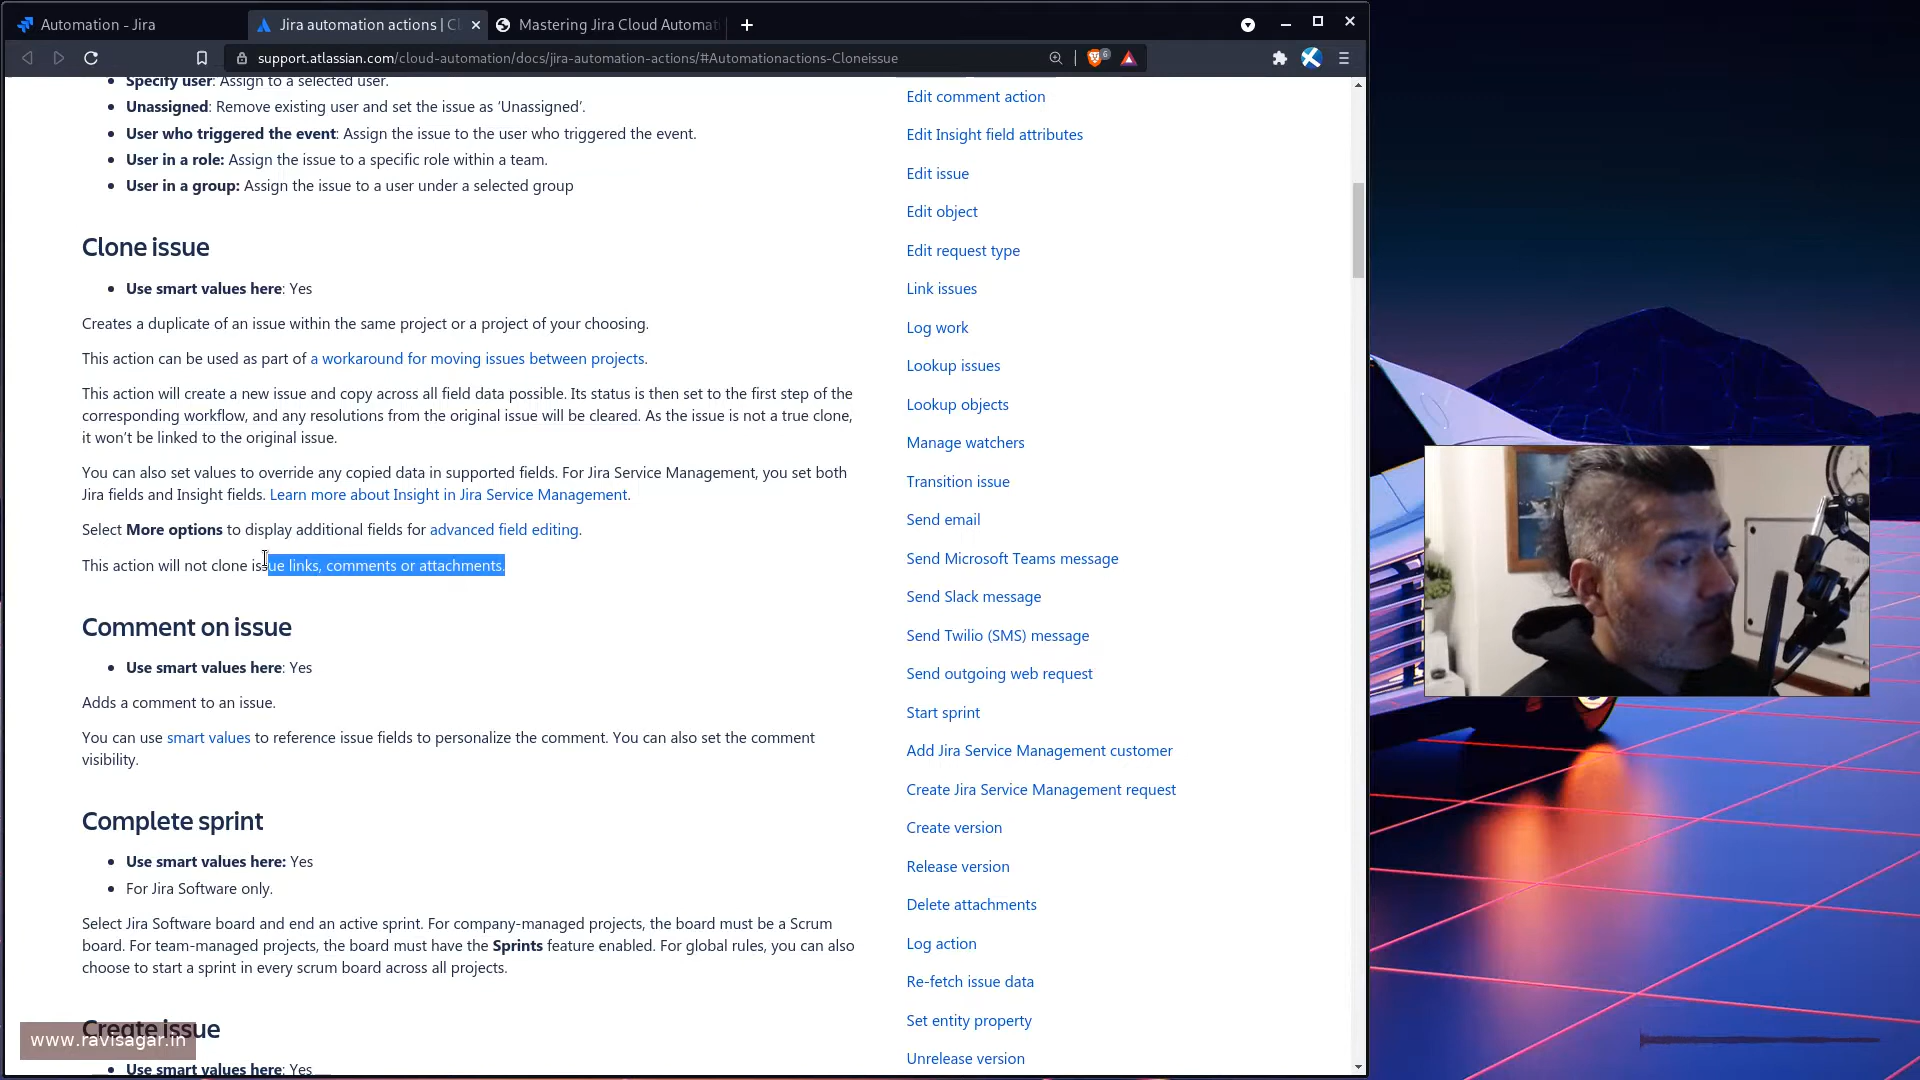 Automation - Jira
Jira automation actions | Cl
Mastering Jira Cloud Automat
support.atlassian.com/cloud-automation/docs/jira-automation-actions/#Automationactions-Cloneissue
6
Specify user: Assign to a selected user.
Unassigned: Remove existing user and set the issue as ‘Unassigned’.
User who triggered the event: Assign the issue to the user who triggered the event.
User in a role: Assign the issue to a specific role within a team.
User in a group: Assign the issue to a user under a selected group
Clone issue
Use smart values here: Yes
Creates a duplicate of an issue within the same project or a project of your choosing.
This action can be used as part of a workaround for moving issues between projects.
This action will create a new issue and copy across all field data possible. Its status is then set to the first step of the
corresponding workflow, and any resolutions from the original issue will be cleared. As the issue is not a true clone,
it won’t be linked to the original issue.
You can also set values to override any copied data in supported fields. For Jira Service Management, you set both
Jira fields and Insight fields. Learn more about Insight in Jira Service Management.
Select More options to display additional fields for advanced field editing.
This action will not clone issue links, comments or attachments.
Comment on issue
Use smart values here: Yes
Adds a comment to an issue.
You can use smart values to reference issue fields to personalize the comment. You can also set the comment
visibility.
Complete sprint
Use smart values here: Yes
For Jira Software only.
Select Jira Software board and end an active sprint. For company-managed projects, the board must be a Scrum
board. For team-managed projects, the board must have the Sprints feature enabled. For global rules, you can also
choose to start a sprint in every scrum board across all projects.
Create issue
Use smart values here: Yes
www.ravisagar.in
Edit comment action
Edit Insight field attributes
Edit issue
Edit object
Edit request type
Link issues
Log work
Lookup issues
Lookup objects
Manage watchers
Transition issue
Send email
Send Microsoft Teams message
Send Slack message
Send Twilio (SMS) message
Send outgoing web request
Start sprint
Add Jira Service Management customer
Create Jira Service Management request
Create version
Release version
Delete attachments
Log action
Re-fetch issue data
Set entity property
Unrelease version